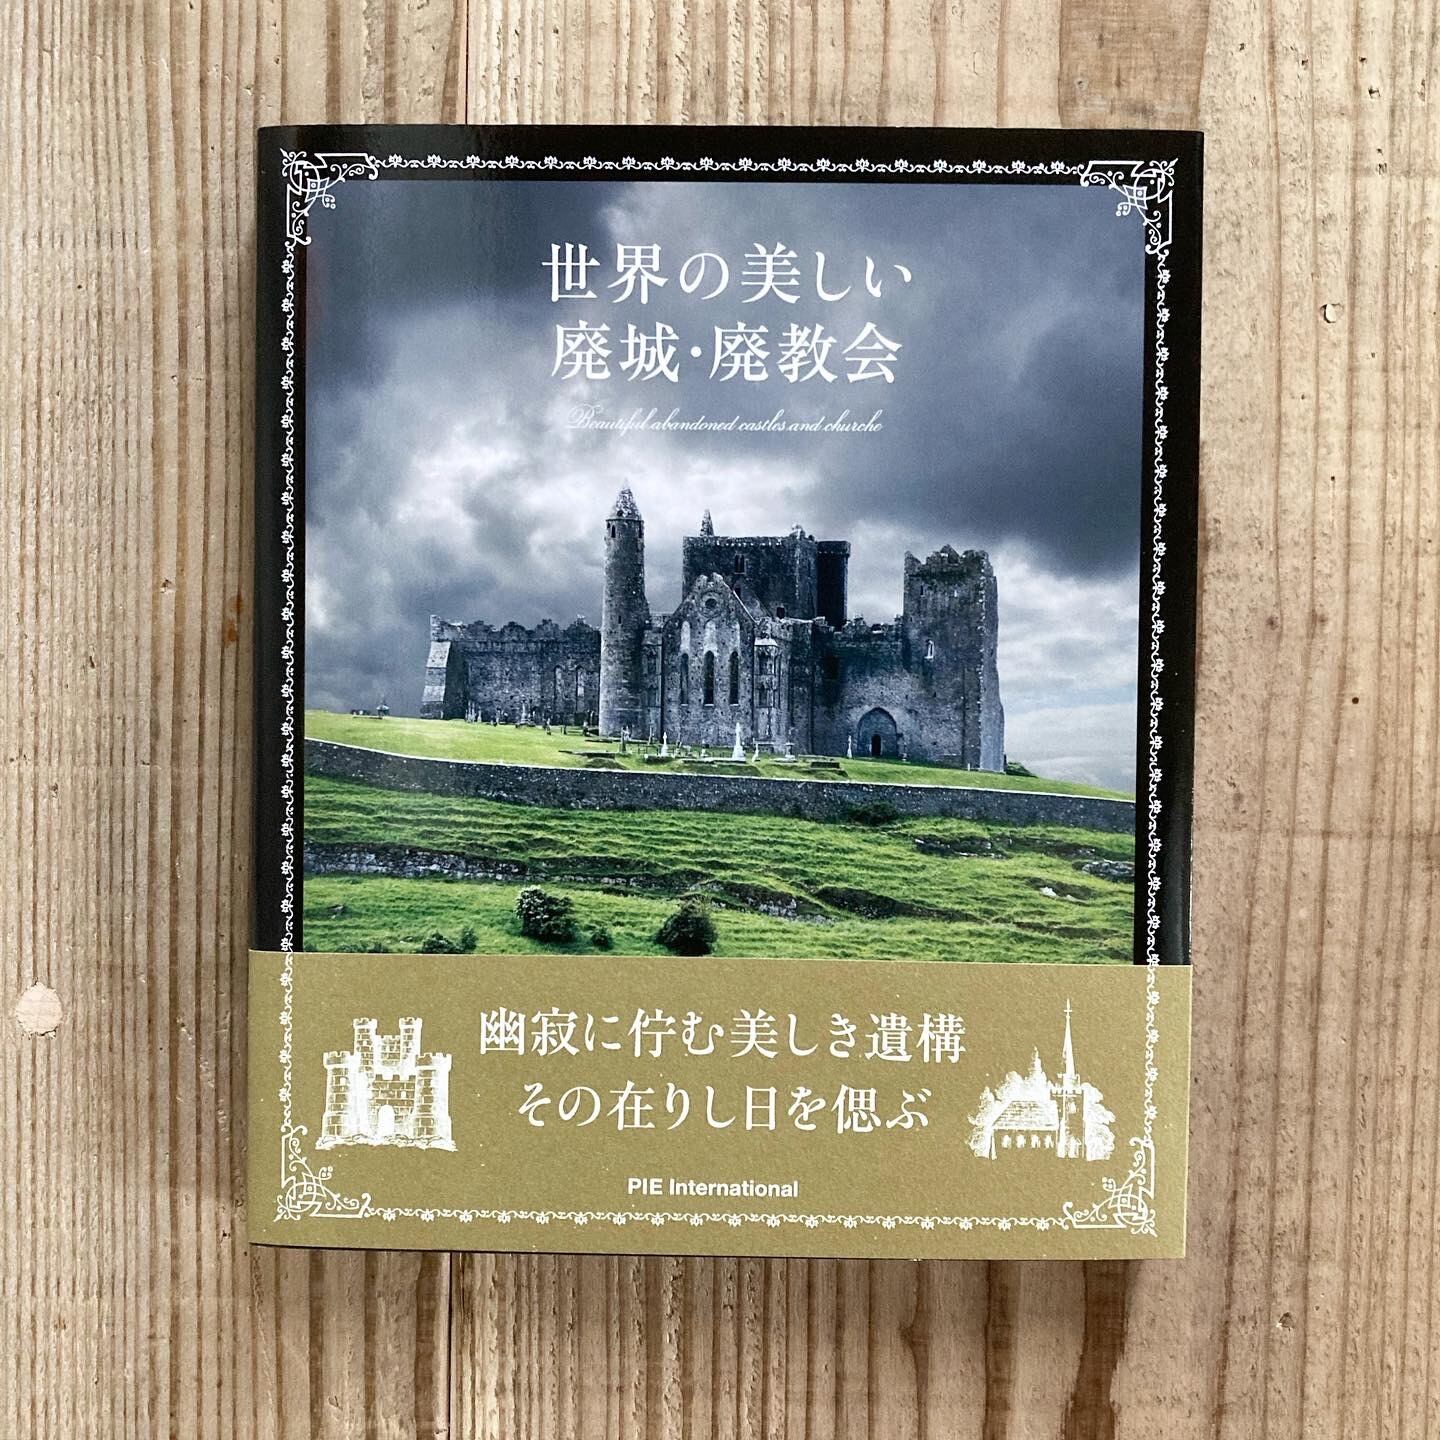 世界の美しい
廃城・廃教会
Beautiful abandoned castles and churche
幽寂に佇む美しき遺構
その在りし日を偲ぶ
PIE International